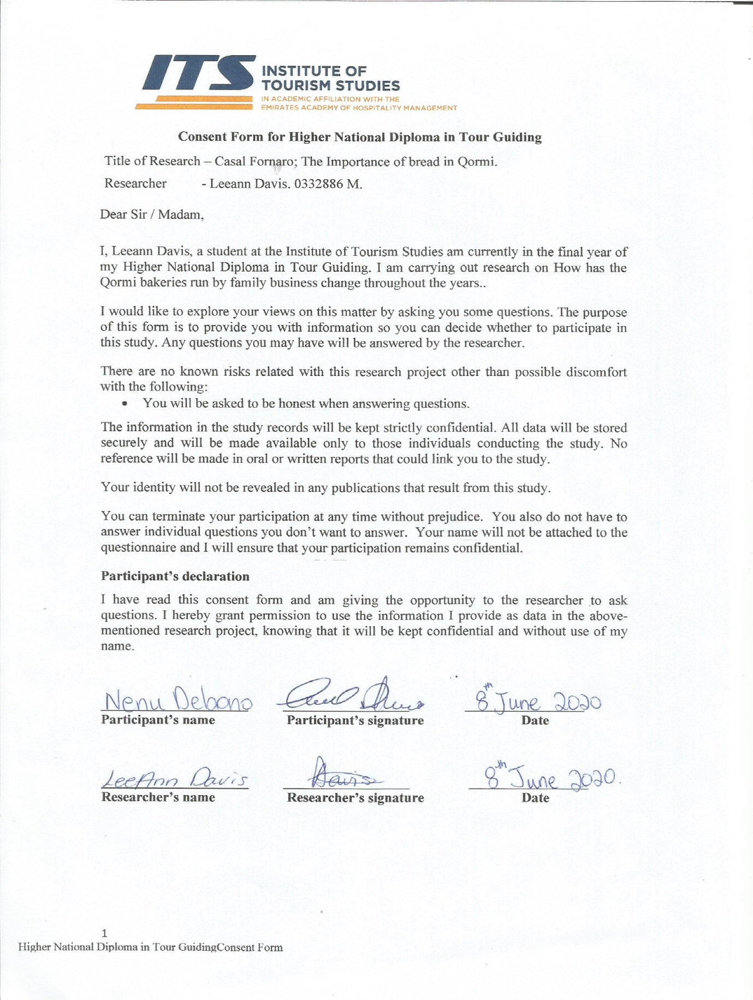 ITS INSTITUTE OF
TOURISM STUDIES
IN ACADEMIC AFFILIATION WITH THE
EMIRATES ACADEMY OF HOSPITALITY MANAGEMENT
Consent Form for Higher National Diploma in Tour Guiding
Title of Research – Casal Fornaro; The Importance of bread in Qormi.
Researcher - Leeann Davis. 0332886 M.
Dear Sir / Madam,
I, Leeann Davis, a student at the Institute of Tourism Studies am currently in the final year of
my Higher National Diploma in Tour Guiding. I am carrying out research on How has the
Qormi bakeries run by family business change throughout the years..
I would like to explore your views on this matter by asking you some questions. The purpose
of this form is to provide you with information so you can decide whether to participate in
this study. Any questions you may have will be answered by the researcher.
There are no known risks related with this research project other than possible discomfort
with the following:
• You will be asked to be honest when answering questions.
The information in the study records will be kept strictly confidential. All data will be stored
securely and will be made available only to those individuals conducting the study. No
reference will be made in oral or written reports that could link you to the study.
Your identity will not be revealed in any publications that result from this study.
You can terminate your participation at any time without prejudice. You also do not have to
answer individual questions you don't want to answer. Your name will not be attached to the
questionnaire and I will ensure that your participation remains confidential.
Participant's declaration
I have read this consent form and am giving the opportunity to the researcher to ask
questions. I hereby grant permission to use the information I provide as data in the above-
mentioned research project, knowing that it will be kept confidential and without use of my
name.
Nenu Debono 8th June 2020
Participant's name Participant's signature Date
LeeAnn Davis Davis 8th June 2020.
Researcher's name Researcher's signature Date
1
Higher National Diploma in Tour GuidingConsent Form